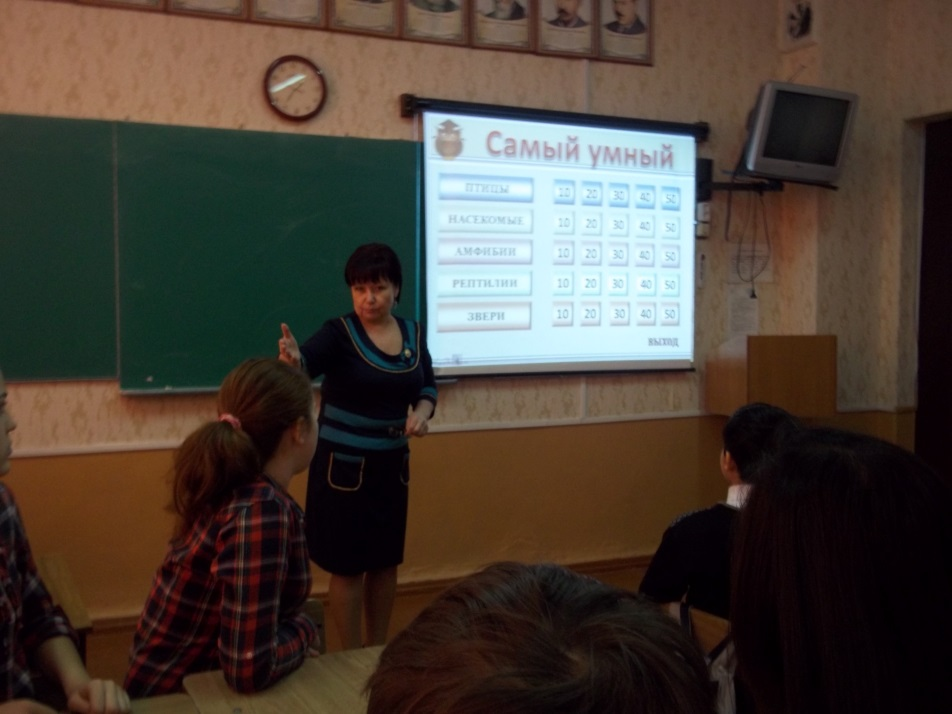 Самый умный
ПТИЦЫ 10 20 30 40 50
НАСЕКОМЫЕ 10 20 30 40 50
АМФИБИИ 10 20 30 40 50
РЕПТИЛИИ 10 20 30 40 50
ЗВЕРИ 10 20 30 40 50
ВЫХОД